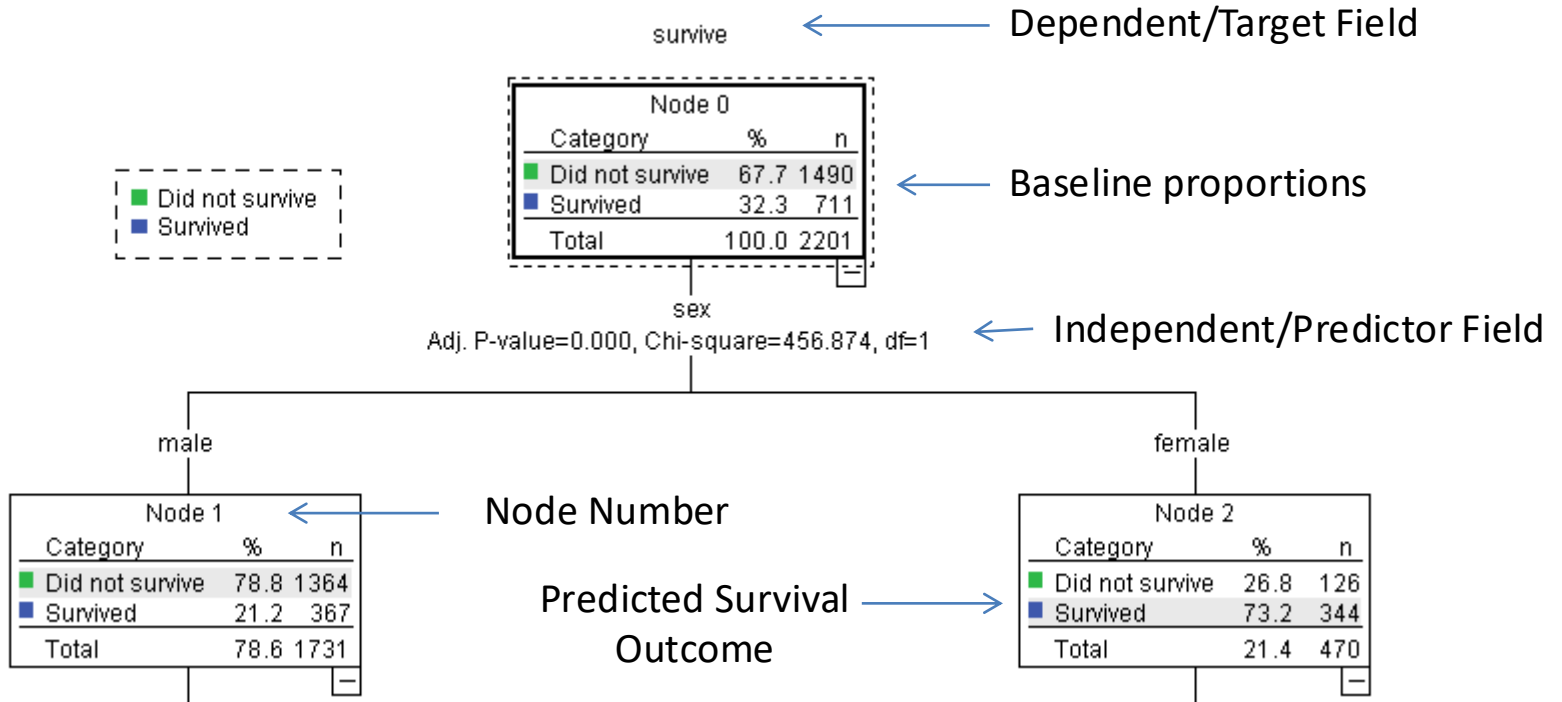 survive
Dependent/Target Field
Node 0
Category % n
Did not survive 67.7 1490
Survived 32.3 711
Total 100.0 2201
Baseline proportions
Did not survive
Survived
sex
Adj. P-value=0.000, Chi-square=456.874, df=1
Independent/Predictor Field
male
female
Node 1
Category % n
Did not survive 78.8 1364
Survived 21.2 367
Total 78.6 1731
Node Number
Predicted Survival
Outcome
Node 2
Category % n
Did not survive 26.8 126
Survived 73.2 344
Total 21.4 470